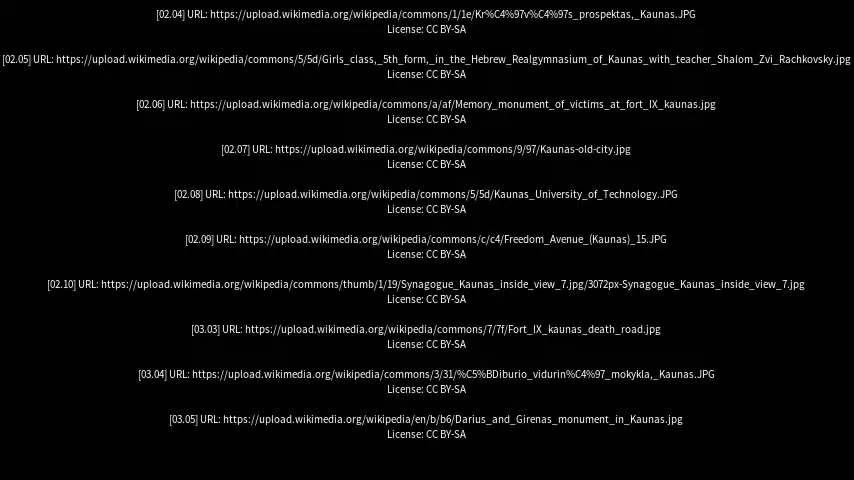 [02.04] URL: https://upload.wikimedia.org/wikipedia/commons/1/1e/Kr%C4%97v%C4%97s_prospektas,_Kaunas.JPG
License: CC BY-SA
[02.05] URL: https://upload.wikimedia.org/wikipedia/commons/5/5d/Girls_class,_5th_form,_in_the_Hebrew_Realgymnasium_of_Kaunas_with_teacher_Shalom_Zvi_Rachkovsky.jpg
License: CC BY-SA
[02.06] URL: https://upload.wikimedia.org/wikipedia/commons/a/af/Memory_monument_of_victims_at_fort_IX_kaunas.jpg
License: CC BY-SA
[02.07] URL: https://upload.wikimedia.org/wikipedia/commons/9/97/Kaunas-old-city.jpg
License: CC BY-SA
[02.08] URL: https://upload.wikimedia.org/wikipedia/commons/5/5d/Kaunas_University_of_Technology.JPG
License: CC BY-SA
[02.09] URL: https://upload.wikimedia.org/wikipedia/commons/c/c4/Freedom_Avenue_(Kaunas)_15.JPG
License: CC BY-SA
[02.10] URL: https://upload.wikimedia.org/wikipedia/commons/thumb/1/19/Synagogue_Kaunas_inside_view_7.jpg/3072px-Synagogue_Kaunas_inside_view_7.jpg
License: CC BY-SA
[03.03] URL: https://upload.wikimedia.org/wikipedia/commons/7/7f/Fort_IX_kaunas_death_road.jpg
License: CC BY-SA
[03.04] URL: https://upload.wikimedia.org/wikipedia/commons/3/31/%C5%BDiburio_vidurin%C4%97_mokykla,_Kaunas.JPG
License: CC BY-SA
[03.05] URL: https://upload.wikimedia.org/wikipedia/en/b/b6/Darius_and_Girenas_monument_in_Kaunas.jpg
License: CC BY-SA